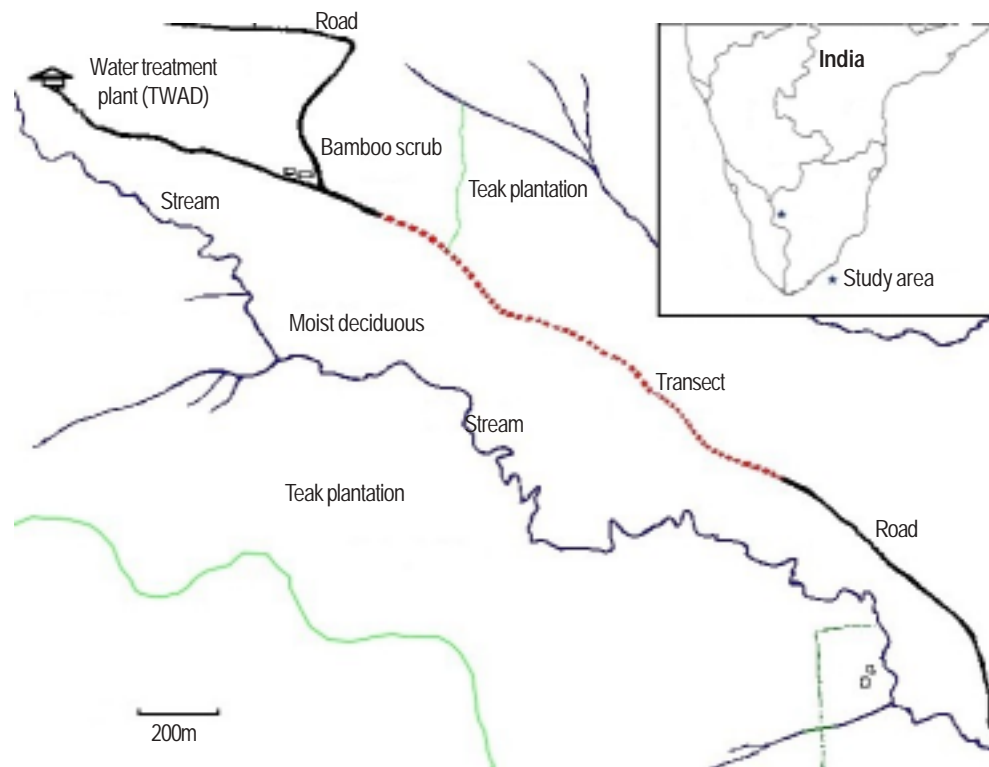 Road
India
Water treatment
plant (TWAD)
Bamboo scrub
Teak plantation
Stream
Study area
Moist deciduous
Transect
Stream
Teak plantation
Road
200m